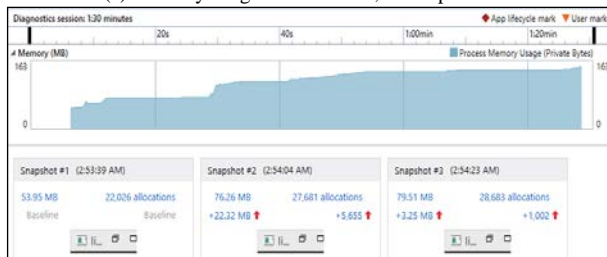 Diagnostics session: 1:30 minutes
App lifecycle mark User mark
20s 40s 1:00min 1:20min
Memory (MB) Process Memory Usage (Private Bytes)
163 163
0 0
Snapshot #1 (2:53:39 AM) Snapshot #2 (2:54:04 AM) Snapshot #3 (2:54:23 AM)
53.95 MB 22,026 allocations 76.26 MB 27,681 allocations 79.51 MB 28,683 allocations
Baseline Baseline +22.32 MB +5,655 +3.25 MB +1,002
li... li... li...